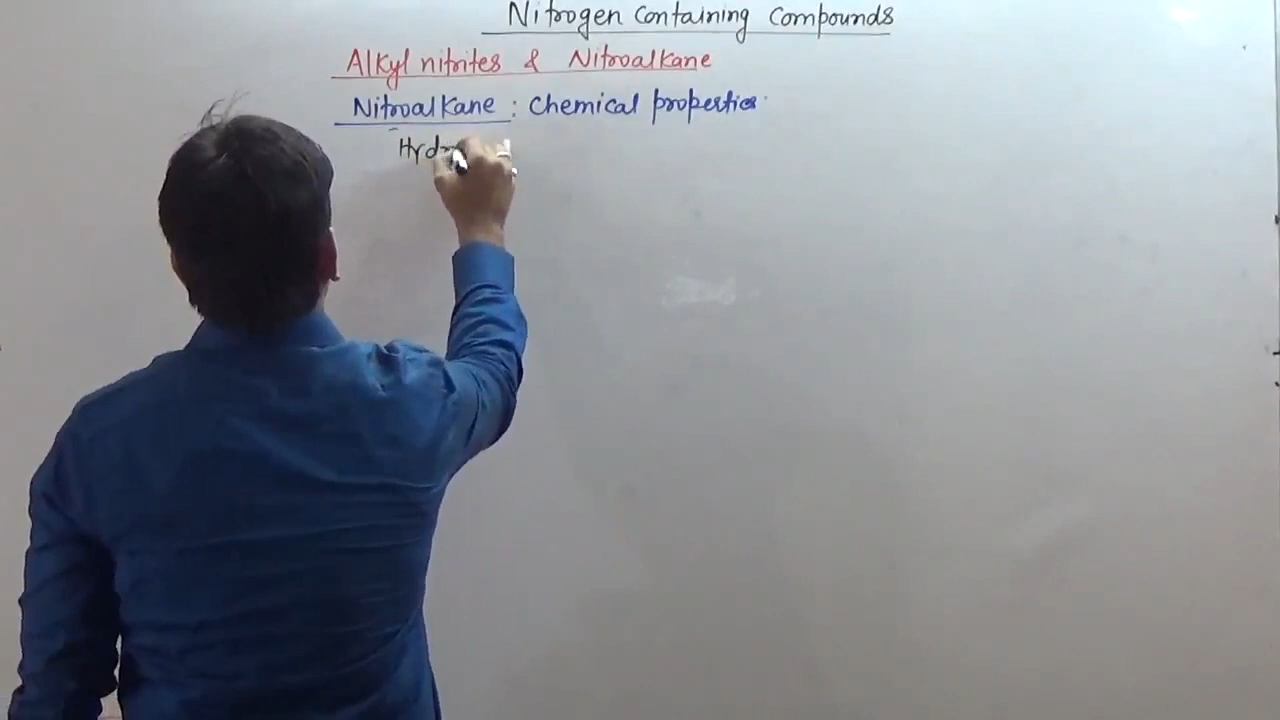 Nitrogen Containing Compounds
Alkyl nitrites & Nitroalkane
Nitroalkane : Chemical properties
Hydr